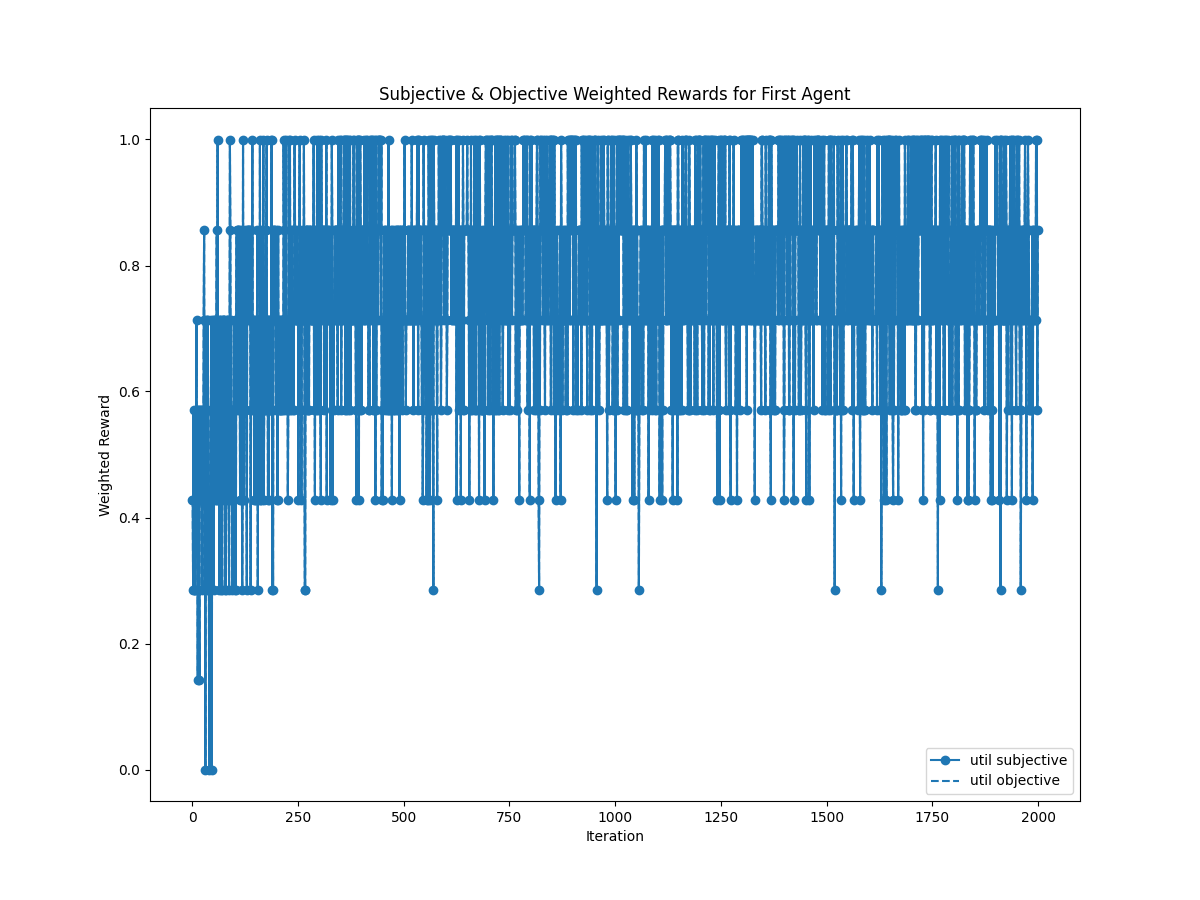 Subjective & Objective Weighted Rewards for First Agent
1.0
0.8
0.6
0.4
0.2
0.0
Weighted Reward
0 250 500 750 1000 1250 1500 1750 2000
Iteration
util subjective
util objective